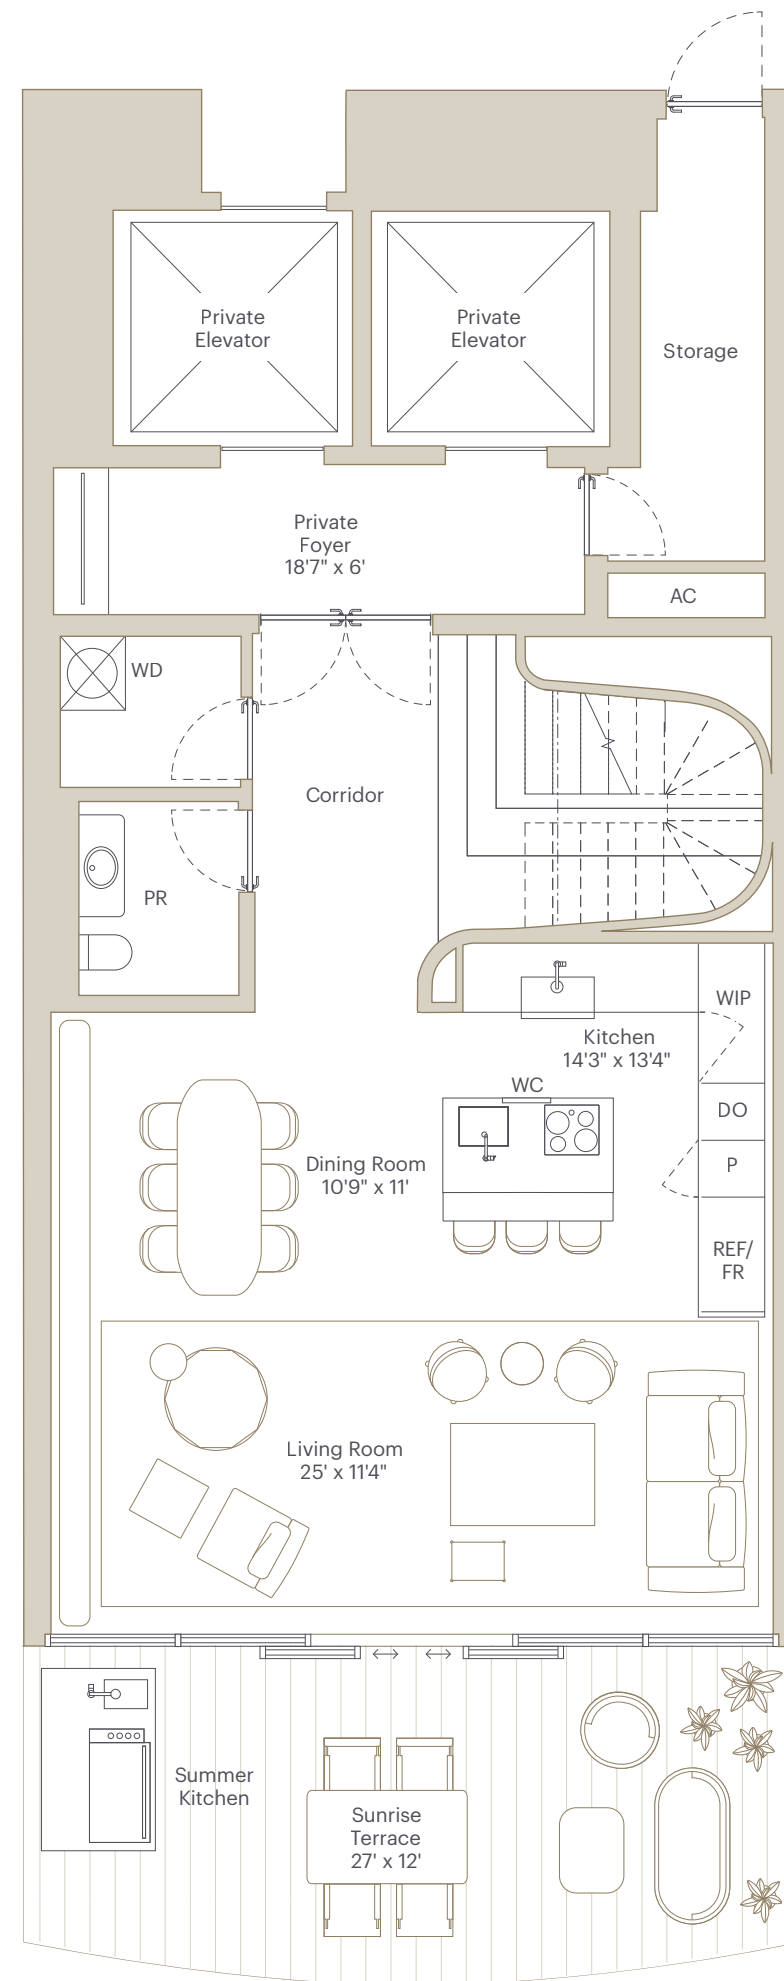 Private
Elevator
Private
Elevator
Storage
Private
Foyer
18'7" x 6'
AC
WD
Corridor
PR
WIP
Kitchen
14'3" x 13'4"
WC
DO
Dining Room
10'9" x 11'
P
REF/
FR
Living Room
25' x 11'4"
Summer
Kitchen
Sunrise
Terrace
27' x 12'